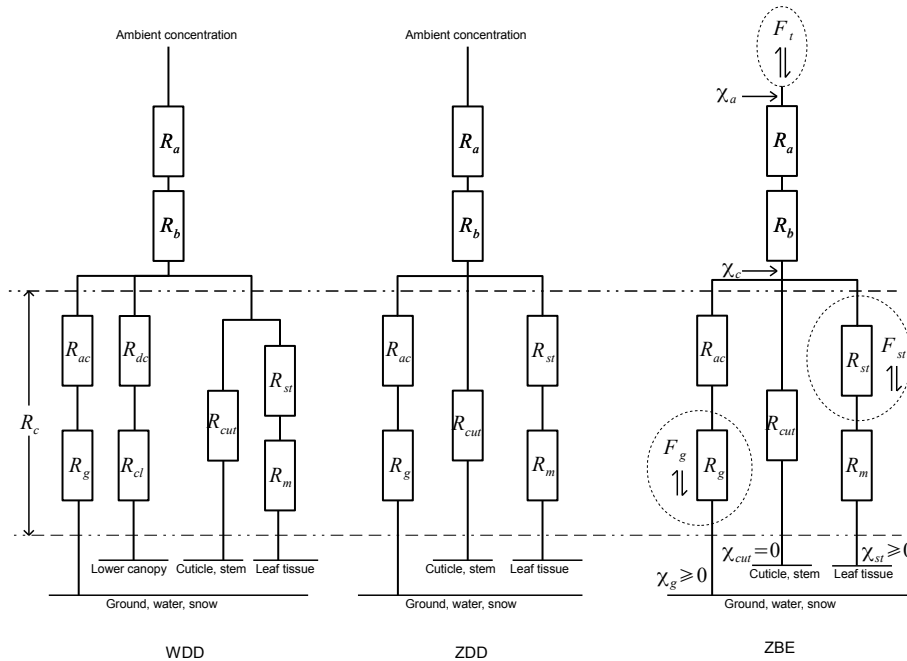 Ambient concentration
Ambient concentration
F_t
χ_a
R_a
R_a
R_a
R_b
R_b
R_b
χ_c
R_ac
R_dc
R_st
R_cut
R_ac
R_st
R_ac
R_st
F_st
R_c
R_cut
R_cut
R_g
R_cl
R_m
R_g
R_m
F_g
R_g
R_m
χ_cut=0
χ_st⩾0
χ_g⩾0
Lower canopy
Cuticle, stem
Leaf tissue
Cuticle, stem
Leaf tissue
Cuticle, stem
Leaf tissue
Ground, water, snow
Ground, water, snow
Ground, water, snow
WDD
ZDD
ZBE